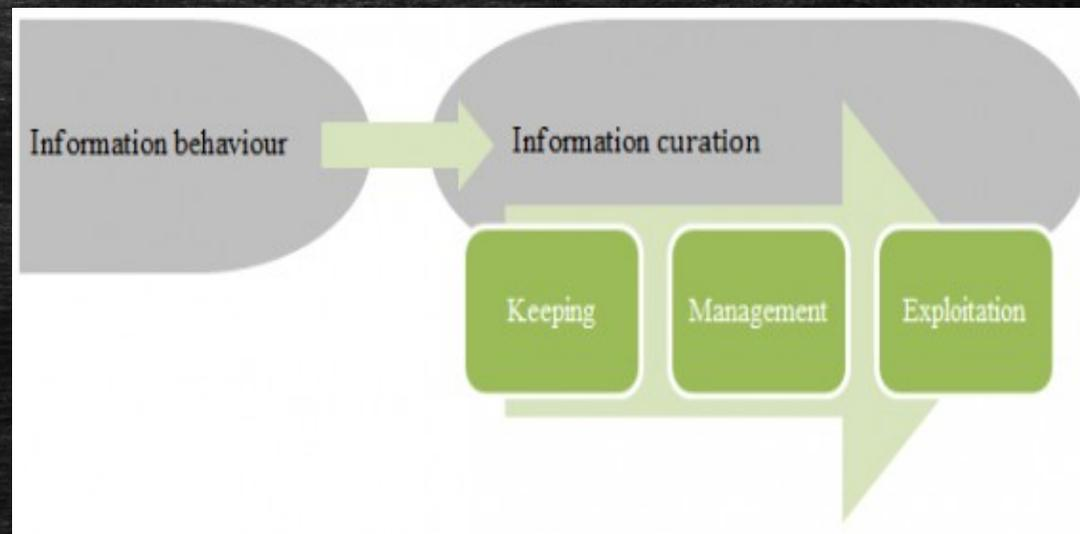 Information behaviour
Information curation
Keeping
Management
Exploitation